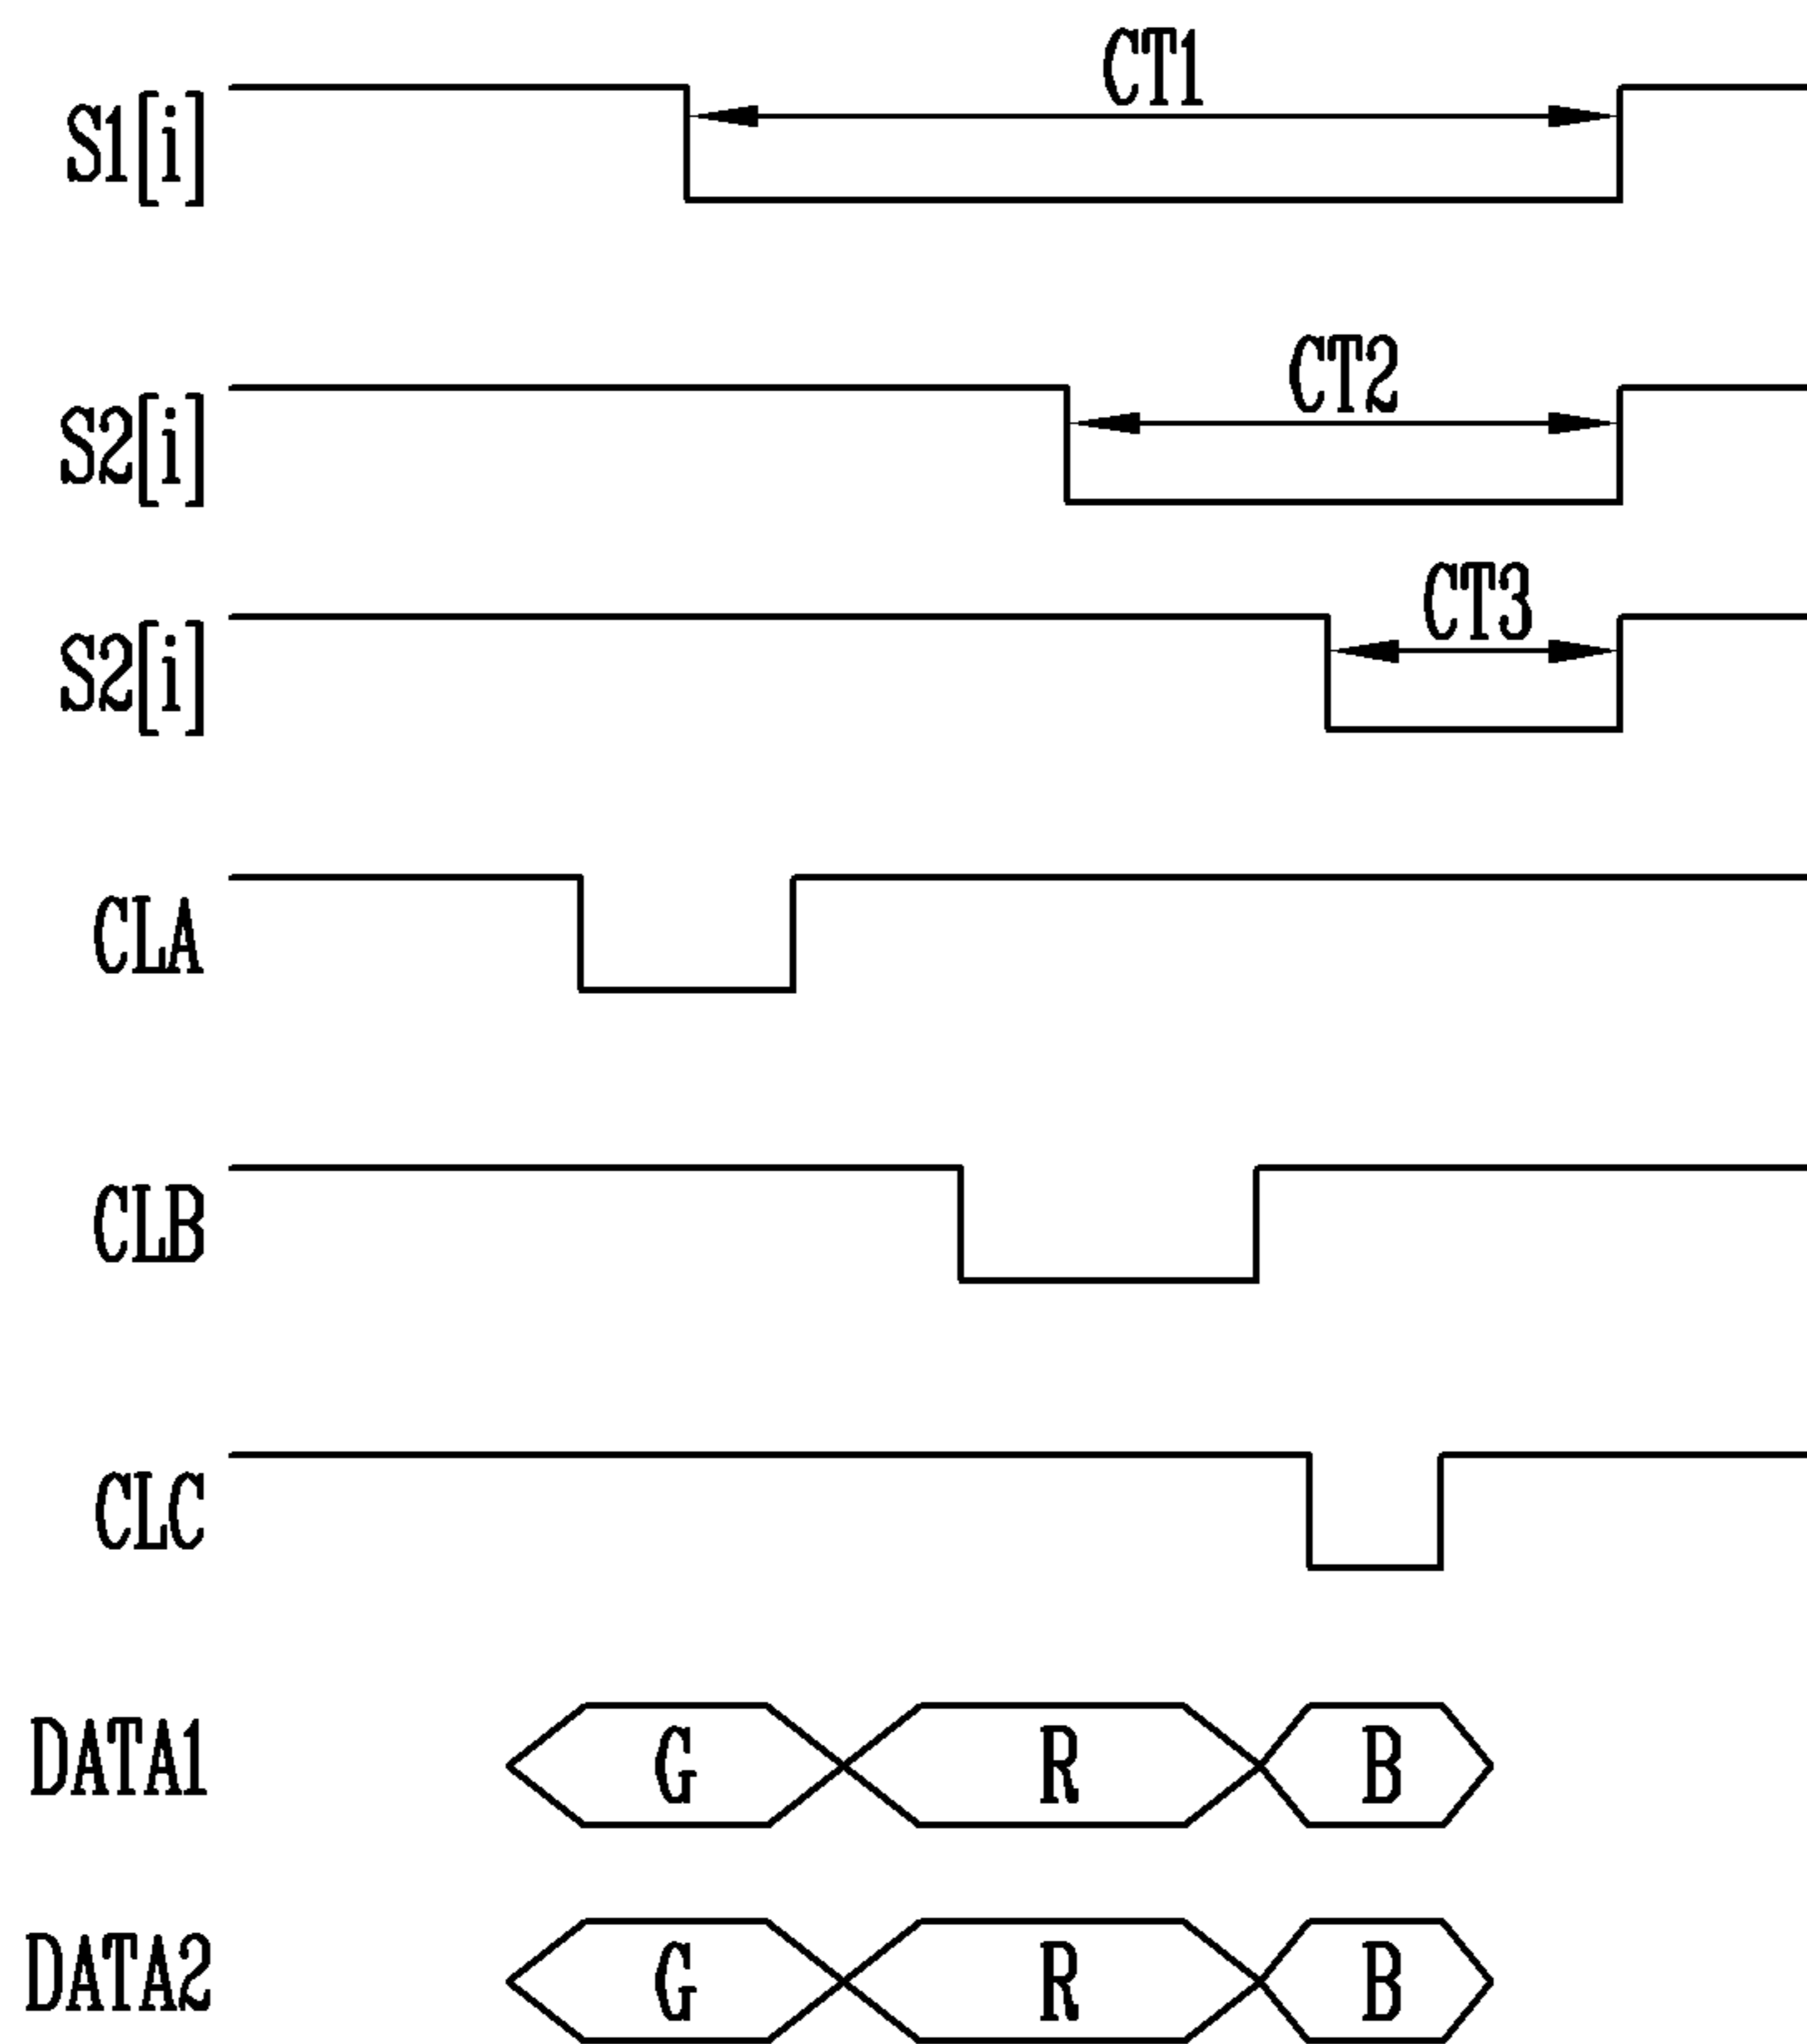 CT1
S1[i]
CT2
S2[i]
CT3
S2[i]
CLA
CLB
CLC
DATA1 G R B
DATA2 G R B